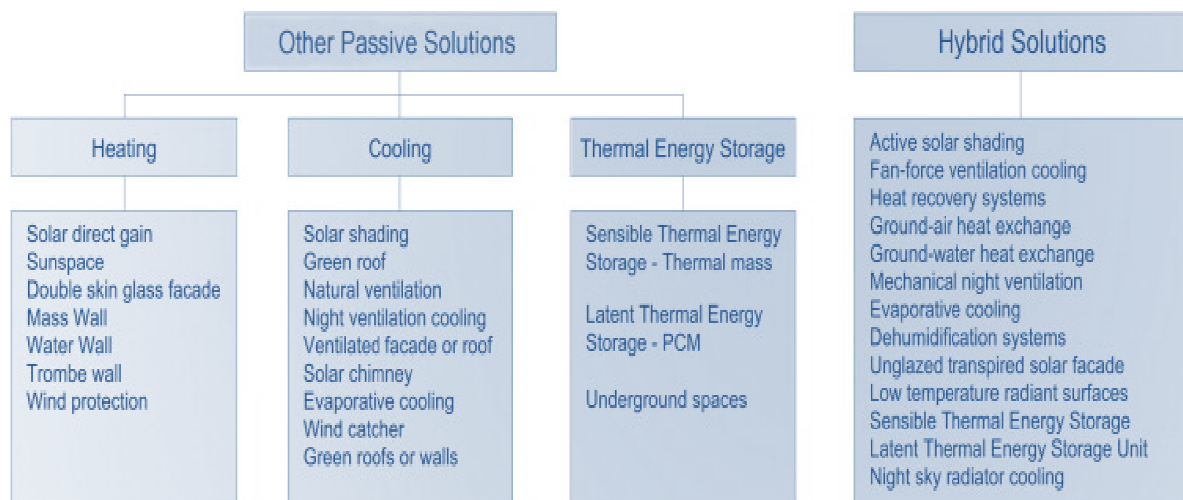 Other Passive Solutions
Hybrid Solutions
Heating
Cooling
Thermal Energy Storage
Solar direct gain
Sunspace
Double skin glass facade
Mass Wall
Water Wall
Trombe wall
Wind protection
Solar shading
Green roof
Natural ventilation
Night ventilation cooling
Ventilated facade or roof
Solar chimney
Evaporative cooling
Wind catcher
Green roofs or walls
Sensible Thermal Energy
Storage - Thermal mass
Latent Thermal Energy
Storage - PCM
Underground spaces
Active solar shading
Fan-force ventilation cooling
Heat recovery systems
Ground-air heat exchange
Ground-water heat exchange
Mechanical night ventilation
Evaporative cooling
Dehumidification systems
Unglazed transpired solar facade
Low temperature radiant surfaces
Sensible Thermal Energy Storage
Latent Thermal Energy Storage Unit
Night sky radiator cooling